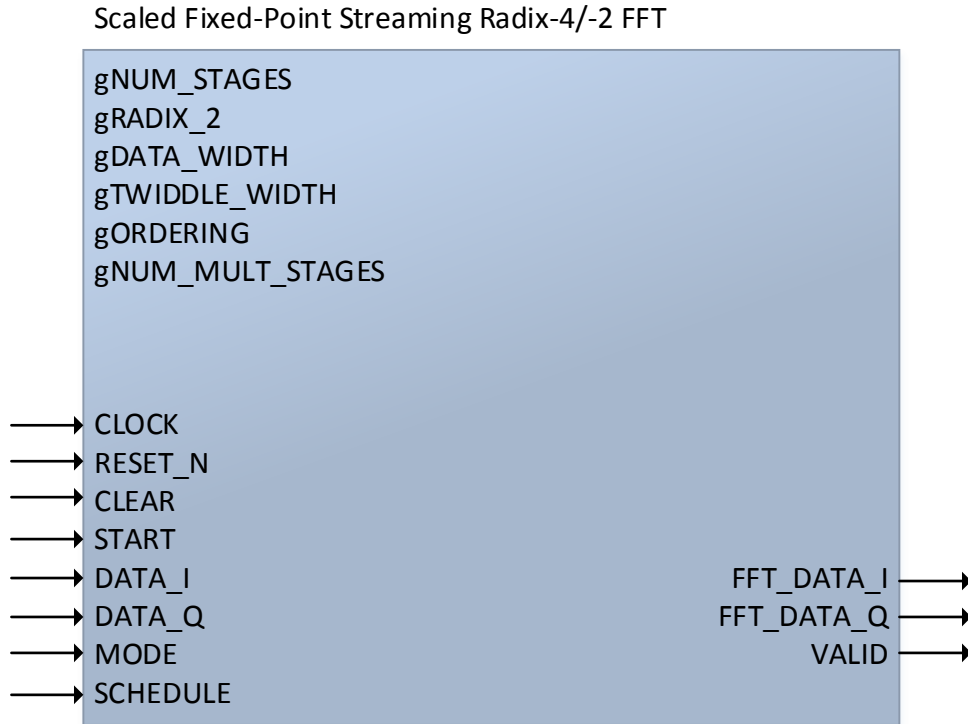 Scaled Fixed-Point Streaming Radix-4/-2 FFT
gNUM_STAGES
gRADIX_2
gDATA_WIDTH
gTWIDDLE_WIDTH
gORDERING
gNUM_MULT_STAGES
CLOCK
RESET_N
CLEAR
START
DATA_I
FFT_DATA_I
DATA_Q
FFT_DATA_Q
MODE
VALID
SCHEDULE